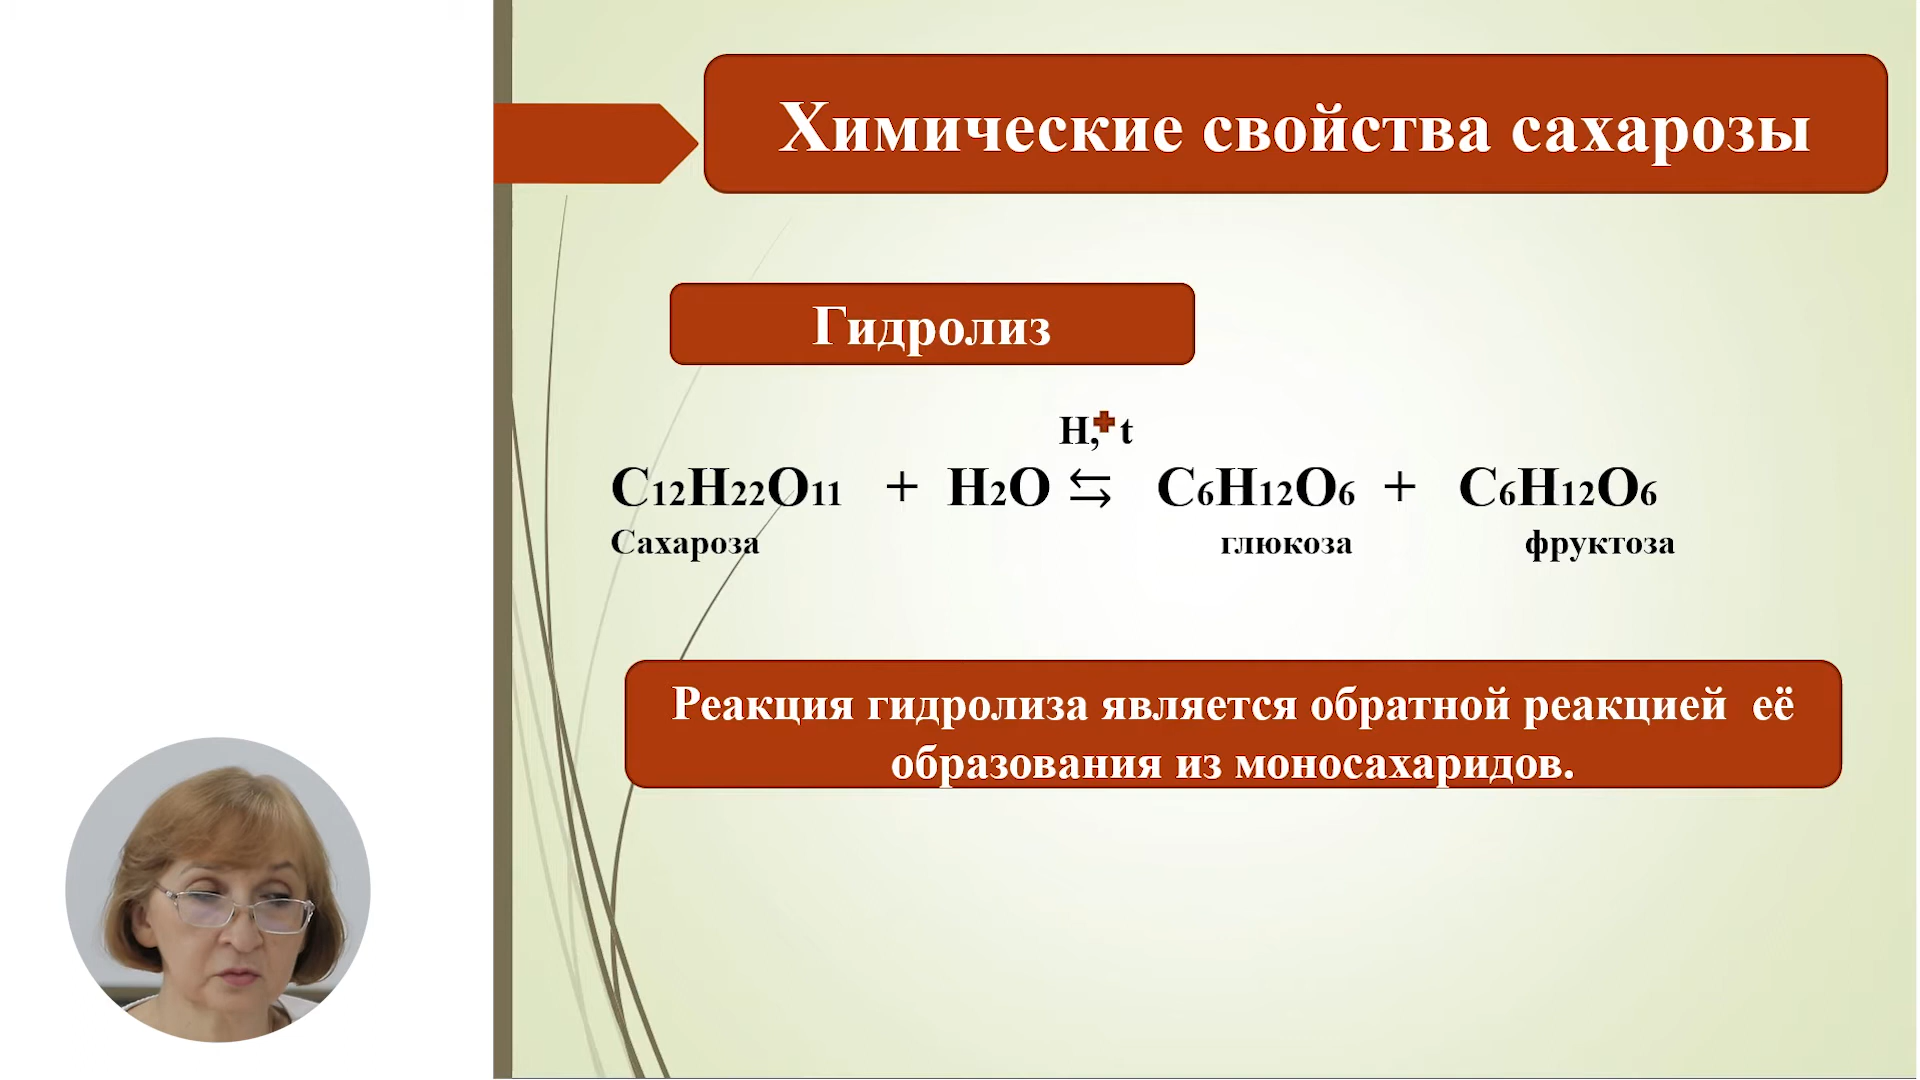 Химические свойства сахарозы
Гидролиз
H,+ t
C12H22O11 + H2O ⇆ C6H12O6 + C6H12O6
Сахароза глюкоза фруктоза
Реакция гидролиза является обратной реакцией её
образования из моносахаридов.